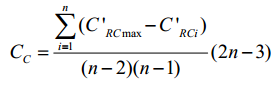 C_C = \frac{\sum_{i=1}^{n} (C'_{RC\max} - C'_{RCi})}{(n-2)(n-1)} (2n-3)